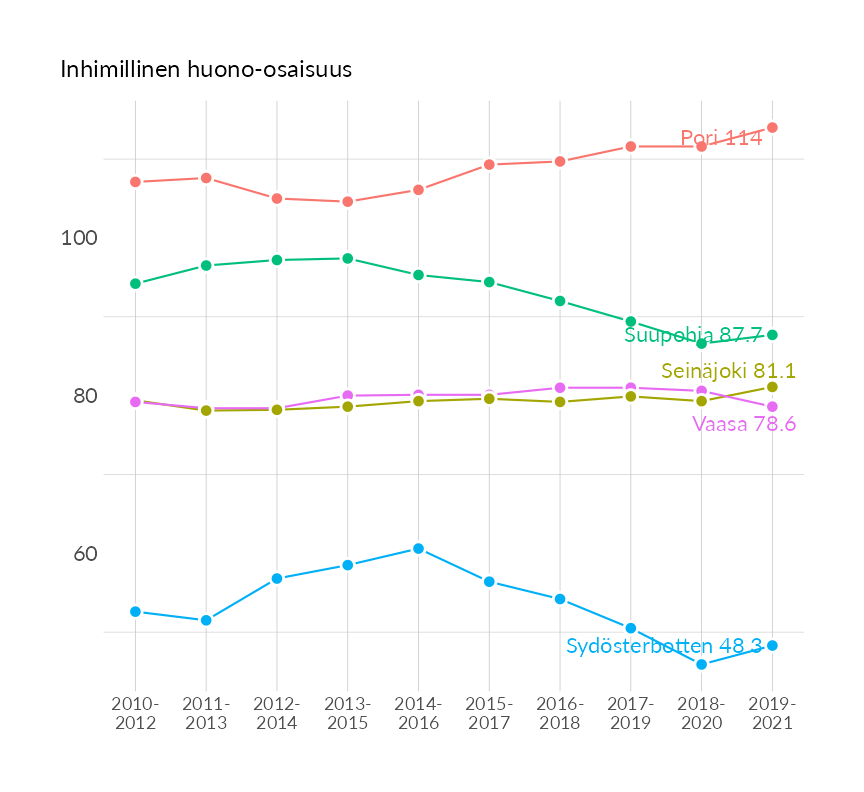 Inhimillinen huono-osaisuus
Pori 114
100
Suupohja 87.7
Seinäjoki 81.1
80
Vaasa 78.6
60
Sydösterbotten 48.3
2010- 2011- 2012- 2013- 2014- 2015- 2016- 2017- 2018- 2019-
2012 2013 2014 2015 2016 2017 2018 2019 2020 2021